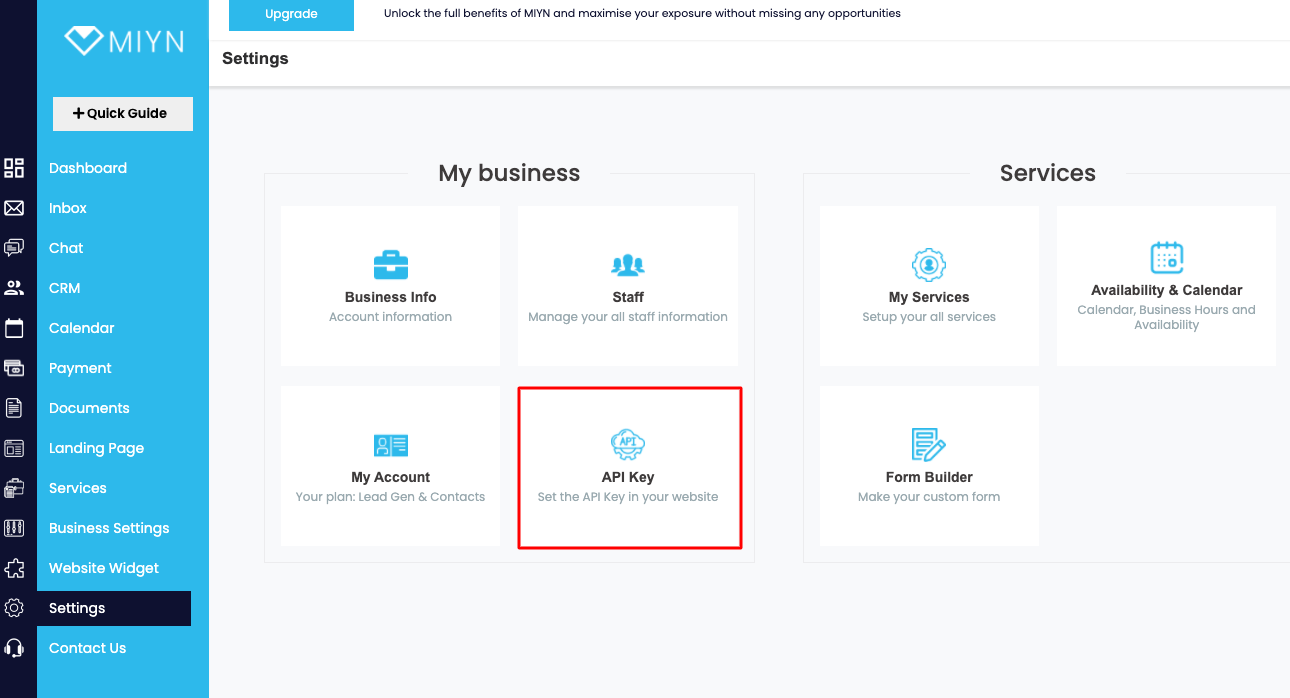 Upgrade
Unlock the full benefits of MIYN and maximise your exposure without missing any opportunities
MIYN
Settings
Quick Guide
Dashboard
Inbox
Chat
CRM
Calendar
Payment
Documents
Landing Page
Services
Business Settings
Website Widget
Settings
Contact Us
My business
Business Info
Account information
Staff
Manage your all staff information
My Account
Your plan: Lead Gen & Contacts
API
API Key
Set the API Key in your website
Services
My Services
Setup your all services
Availability & Calendar
Calendar, Business Hours and
Availability
Form Builder
Make your custom form